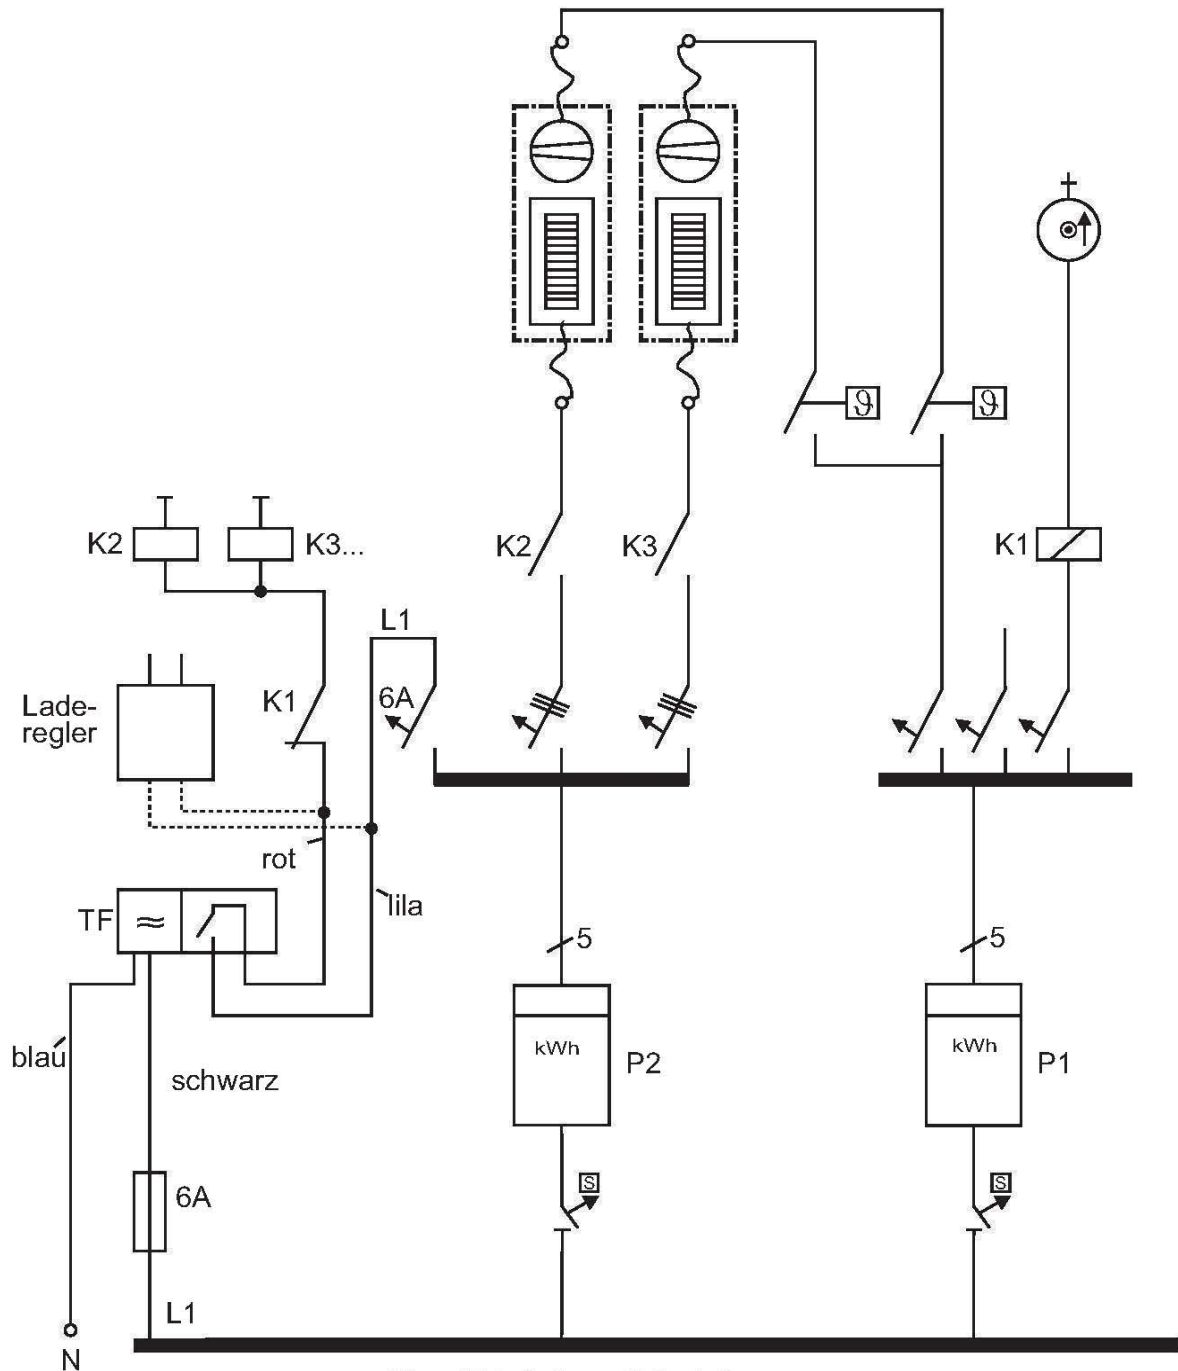 ϑ
ϑ
K2
K3...
K2
K3
K1
L1
Lade-
regler
K1
6A
rot
lila
TF
≈
5
5
blau
schwarz
kWh
P2
kWh
P1
6A
S
S
L1
N